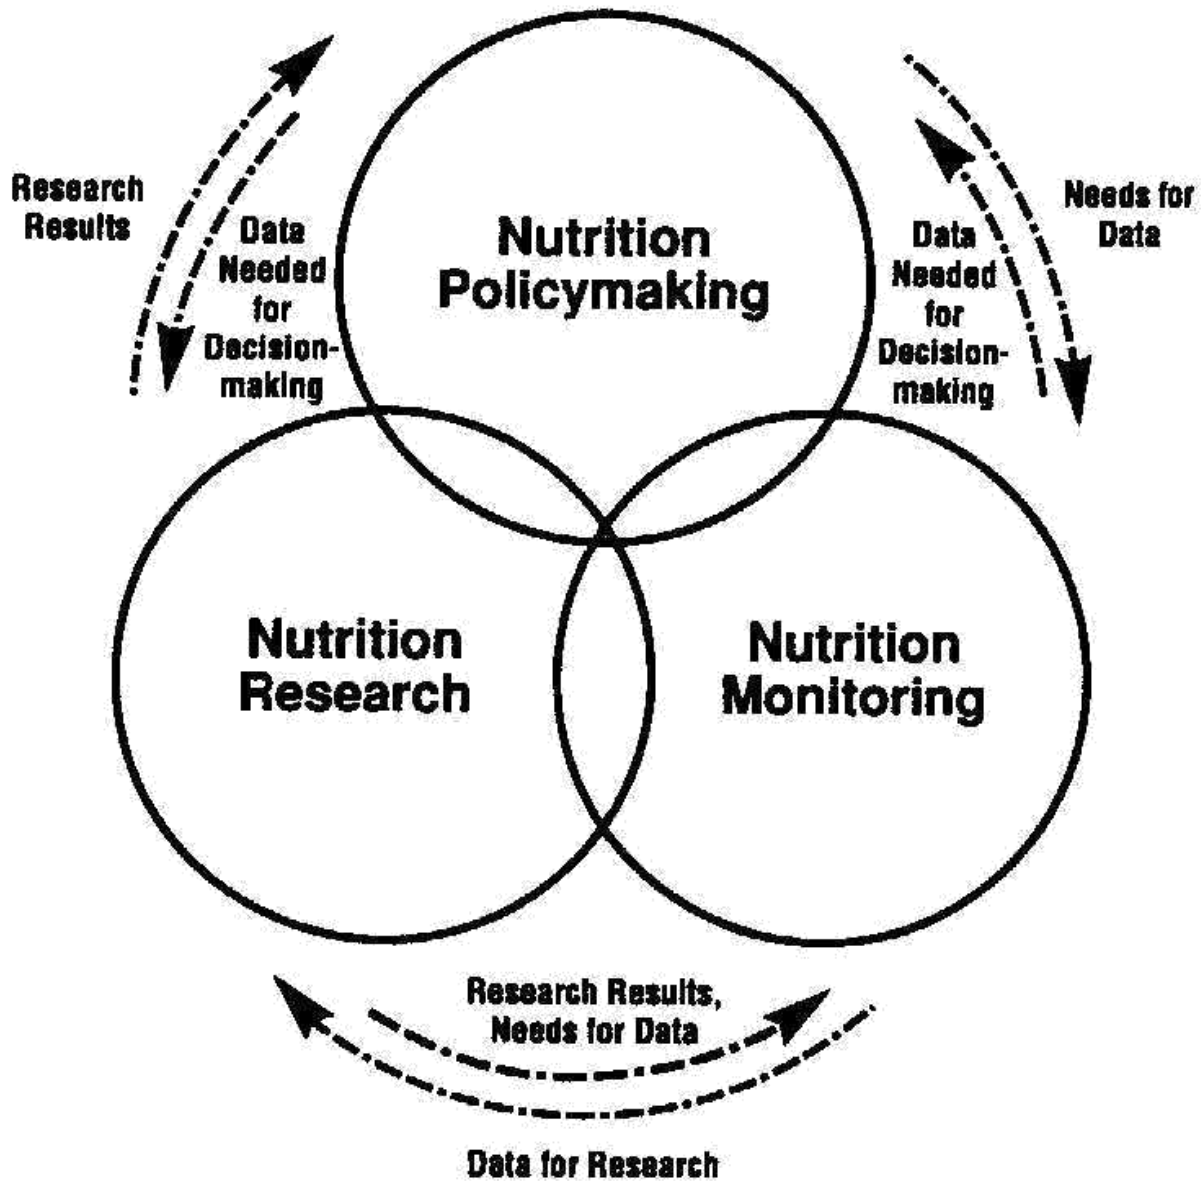 Research
Results
Data
Needed
for
Decision-
making
Nutrition
Policymaking
Data
Needed
for
Decision-
making
Needs for
Data
Nutrition
Research
Nutrition
Monitoring
Research Results,
Needs for Data
Data for Research